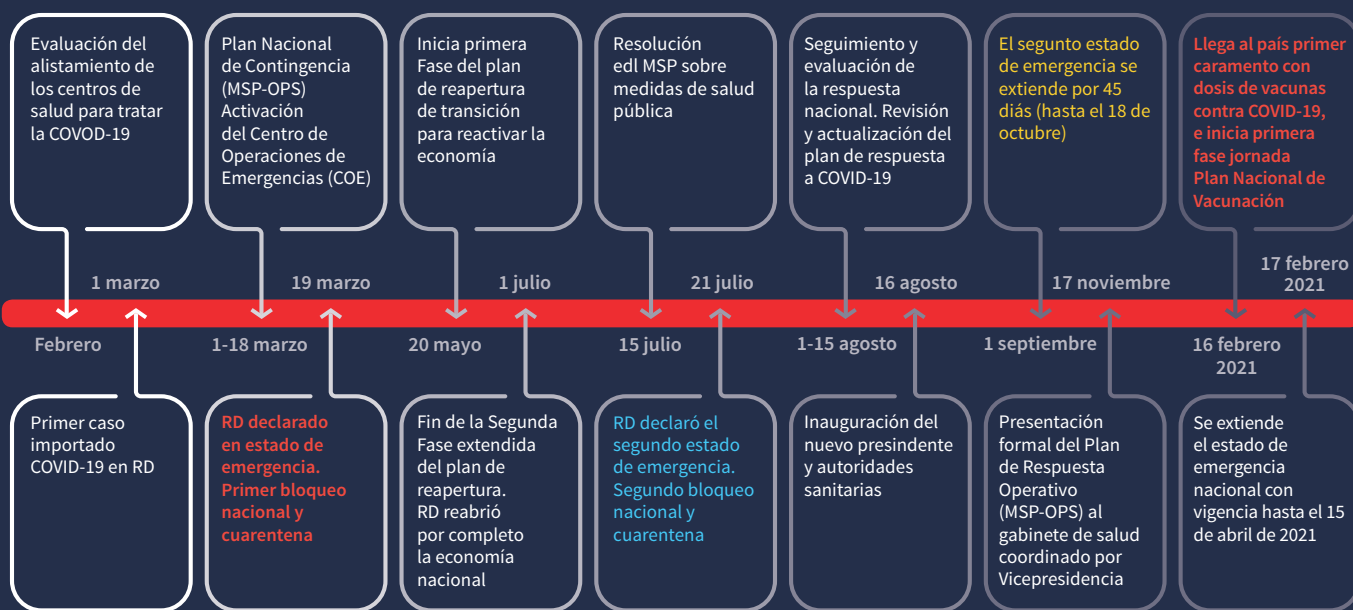 Evaluación del
alistamiento de
los centros de
salud para tratar
la COVOD-19
Plan Nacional
de Contingencia
(MSP-OPS)
Activación
del Centro de
Operaciones de
Emergencias (COE)
Inicia primera
Fase del plan
de reapertura
de transición
para reactivar la
economía
Resolución
edl MSP sobre
medidas de salud
pública
Seguimiento y
evaluación de
la respuesta
nacional. Revisión
y actualización del
plan de respuesta
a COVID-19
El segunto estado
de emergencia se
extiende por 45
diás (hasta el 18 de
octubre)
Llega al país primer
caramento con
dosis de vacunas
contra COVID-19,
e inicia primera
fase jornada
Plan Nacional de
Vacunación
1 marzo
19 marzo
1 julio
21 julio
16 agosto
17 noviembre
17 febrero
2021
Febrero
1-18 marzo
20 mayo
15 julio
1-15 agosto
1 septiembre
16 febrero
2021
Primer caso
importado
COVID-19 en RD
RD declarado
en estado de
emergencia.
Primer bloqueo
nacional y
cuarentena
Fin de la Segunda
Fase extendida
del plan de
reapertura.
RD reabrió
por completo
la economía
nacional
RD declaró el
segundo estado
de emergencia.
Segundo bloqueo
nacional y
cuarentena
Inauguración del
nuevo presindente
y autoridades
sanitarias
Presentación
formal del Plan
de Respuesta
Operativo
(MSP-OPS) al
gabinete de salud
coordinado por
Vicepresidencia
Se extiende
el estado de
emergencia
nacional con
vigencia hasta el 15
de abril de 2021